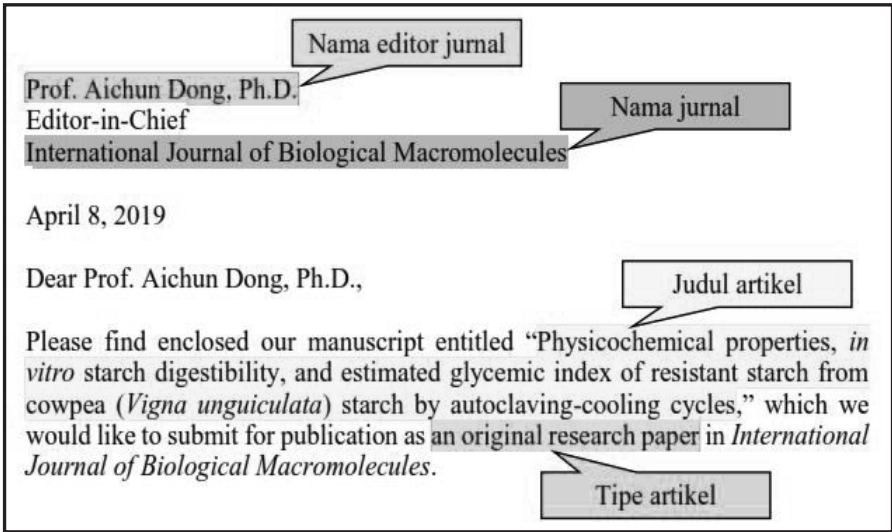 Nama editor jurnal
Prof. Aichun Dong, Ph.D.
Editor-in-Chief
Nama jurnal
International Journal of Biological Macromolecules
April 8, 2019
Dear Prof. Aichun Dong, Ph.D.,
Judul artikel
Please find enclosed our manuscript entitled “Physicochemical properties, in
vitro starch digestibility, and estimated glycemic index of resistant starch from
cowpea (Vigna unguiculata) starch by autoclaving-cooling cycles,” which we
would like to submit for publication as an original research paper in International
Journal of Biological Macromolecules.
Tipe artikel